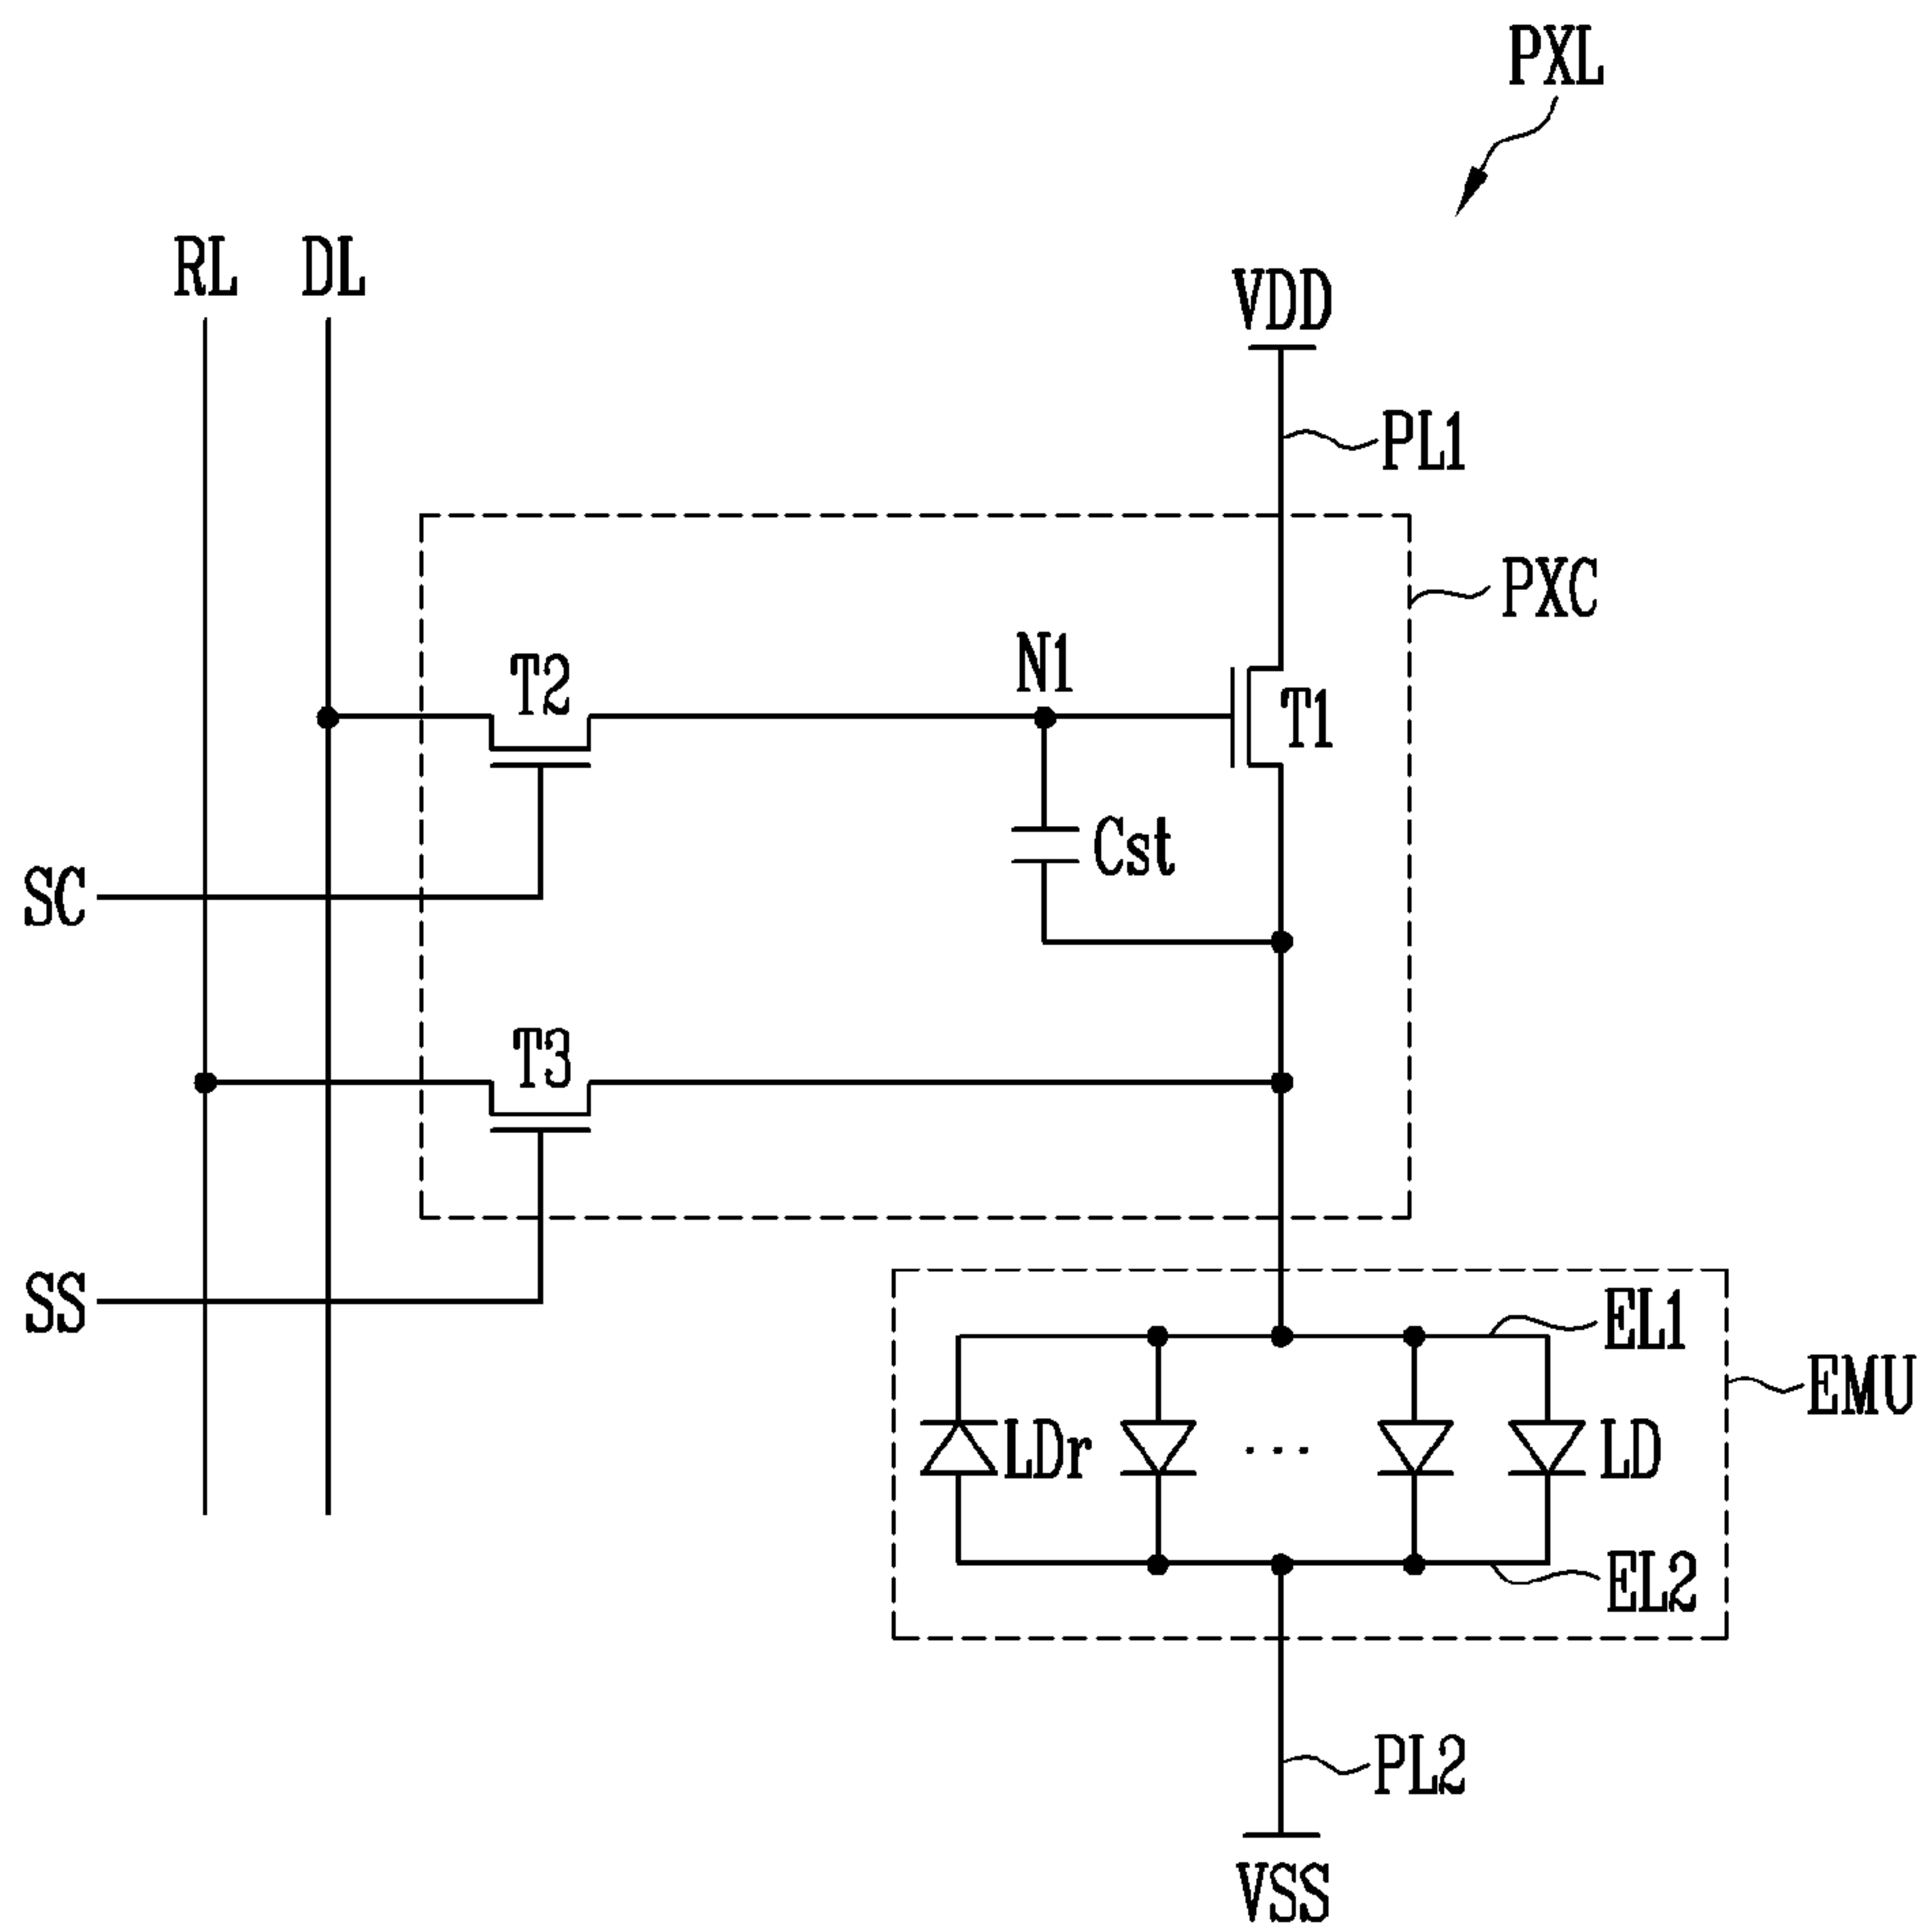 PXL
RL
DL
VDD
PL1
PXC
T2
N1
T1
Cst
SC
T3
SS
EL1
EMU
LDr
...
LD
EL2
PL2
VSS